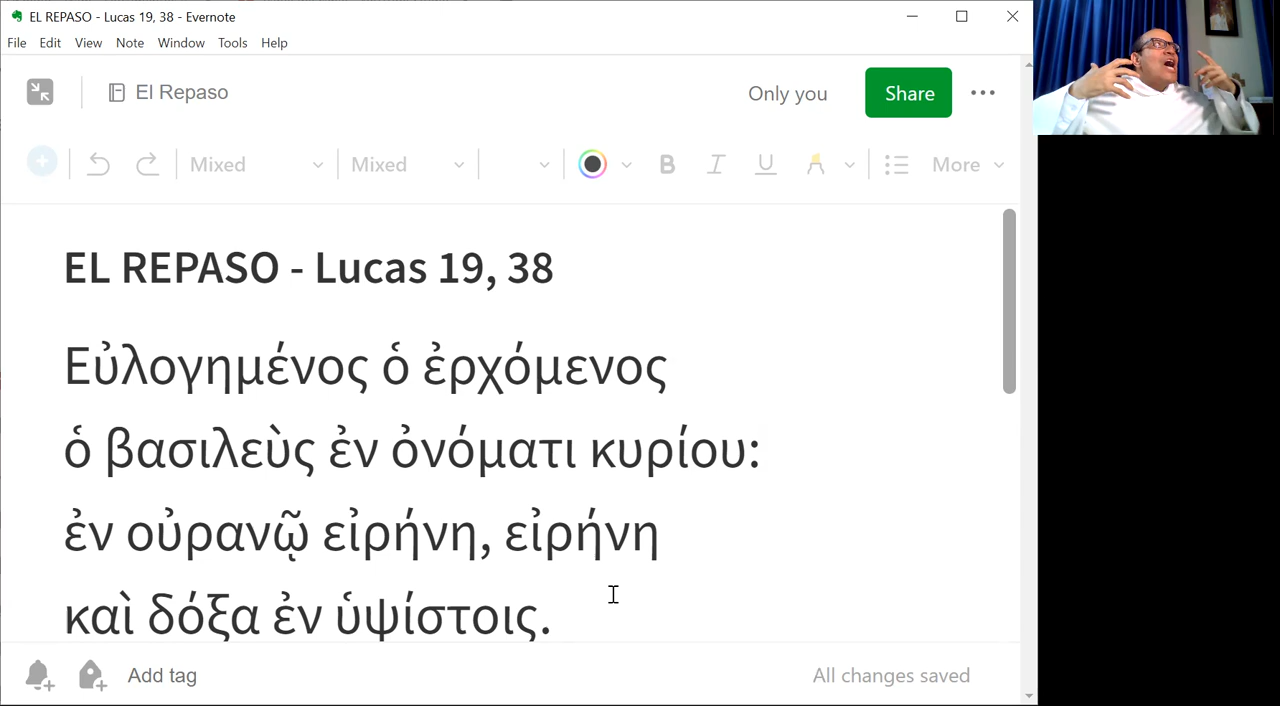 EL REPASO - Lucas 19, 38 - Evernote
File Edit View Note Window Tools Help
El Repaso
Only you
Share
Mixed
Mixed
B I U
More
EL REPASO - Lucas 19, 38
Εὐλογημένος ὁ ἐρχόμενος
ὁ βασιλεὺς ἐν ὀνόματι κυρίου:
ἐν οὐρανῷ εἰρήνη, εἰρήνη
καὶ δόξα ἐν ὑψίστοις.
Add tag
All changes saved